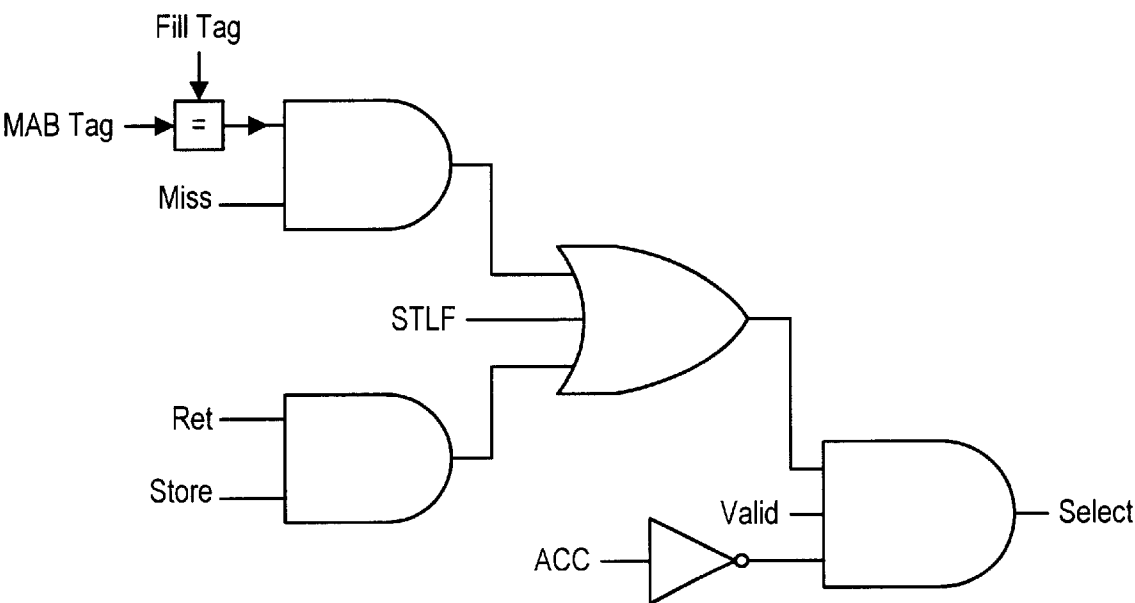 Fill Tag
MAB Tag
=
Miss
STLF
Ret
Store
Valid
Select
ACC